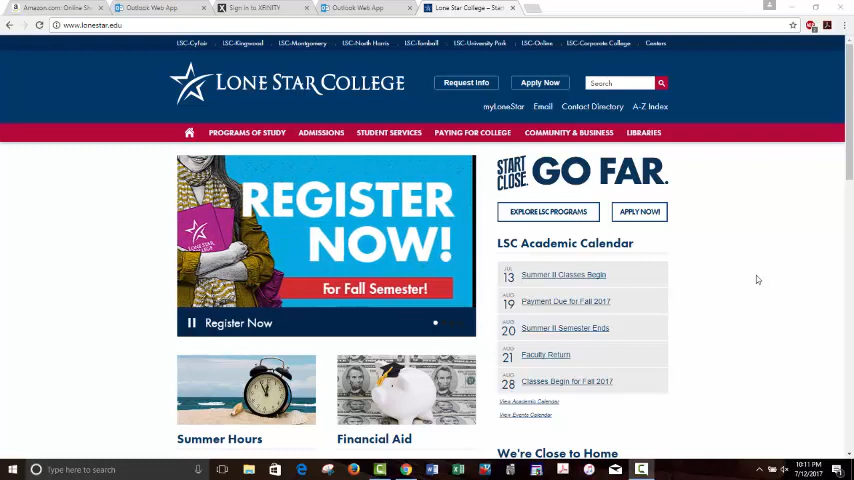 Amazon.com: Online Sh
Outlook Web App
Sign in to XFINITY
Outlook Web App
Lone Star College – Star
www.lonestar.edu
LSC-CyFair
LSC-Kingwood
LSC-Montgomery
LSC-North Harris
LSC-Tomball
LSC-University Park
LSC-Online
LSC-Corporate College
Centers
LONE STAR COLLEGE
Request Info
Apply Now
Search
myLoneStar
Email
Contact Directory
A-Z Index
PROGRAMS OF STUDY
ADMISSIONS
STUDENT SERVICES
PAYING FOR COLLEGE
COMMUNITY & BUSINESS
LIBRARIES
LONE STAR
REGISTER
NOW!
For Fall Semester!
Register Now
START
CLOSE.
GO FAR.
EXPLORE LSC PROGRAMS
APPLY NOW!
LSC Academic Calendar
JUL
13
Summer II Classes Begin
AUG
19
Payment Due for Fall 2017
AUG
20
Summer II Semester Ends
AUG
21
Faculty Return
AUG
28
Classes Begin for Fall 2017
View Academic Calendar
View Events Calendar
Summer Hours
Financial Aid
We're Close to Home
Type here to search
10:11 PM
7/12/2017